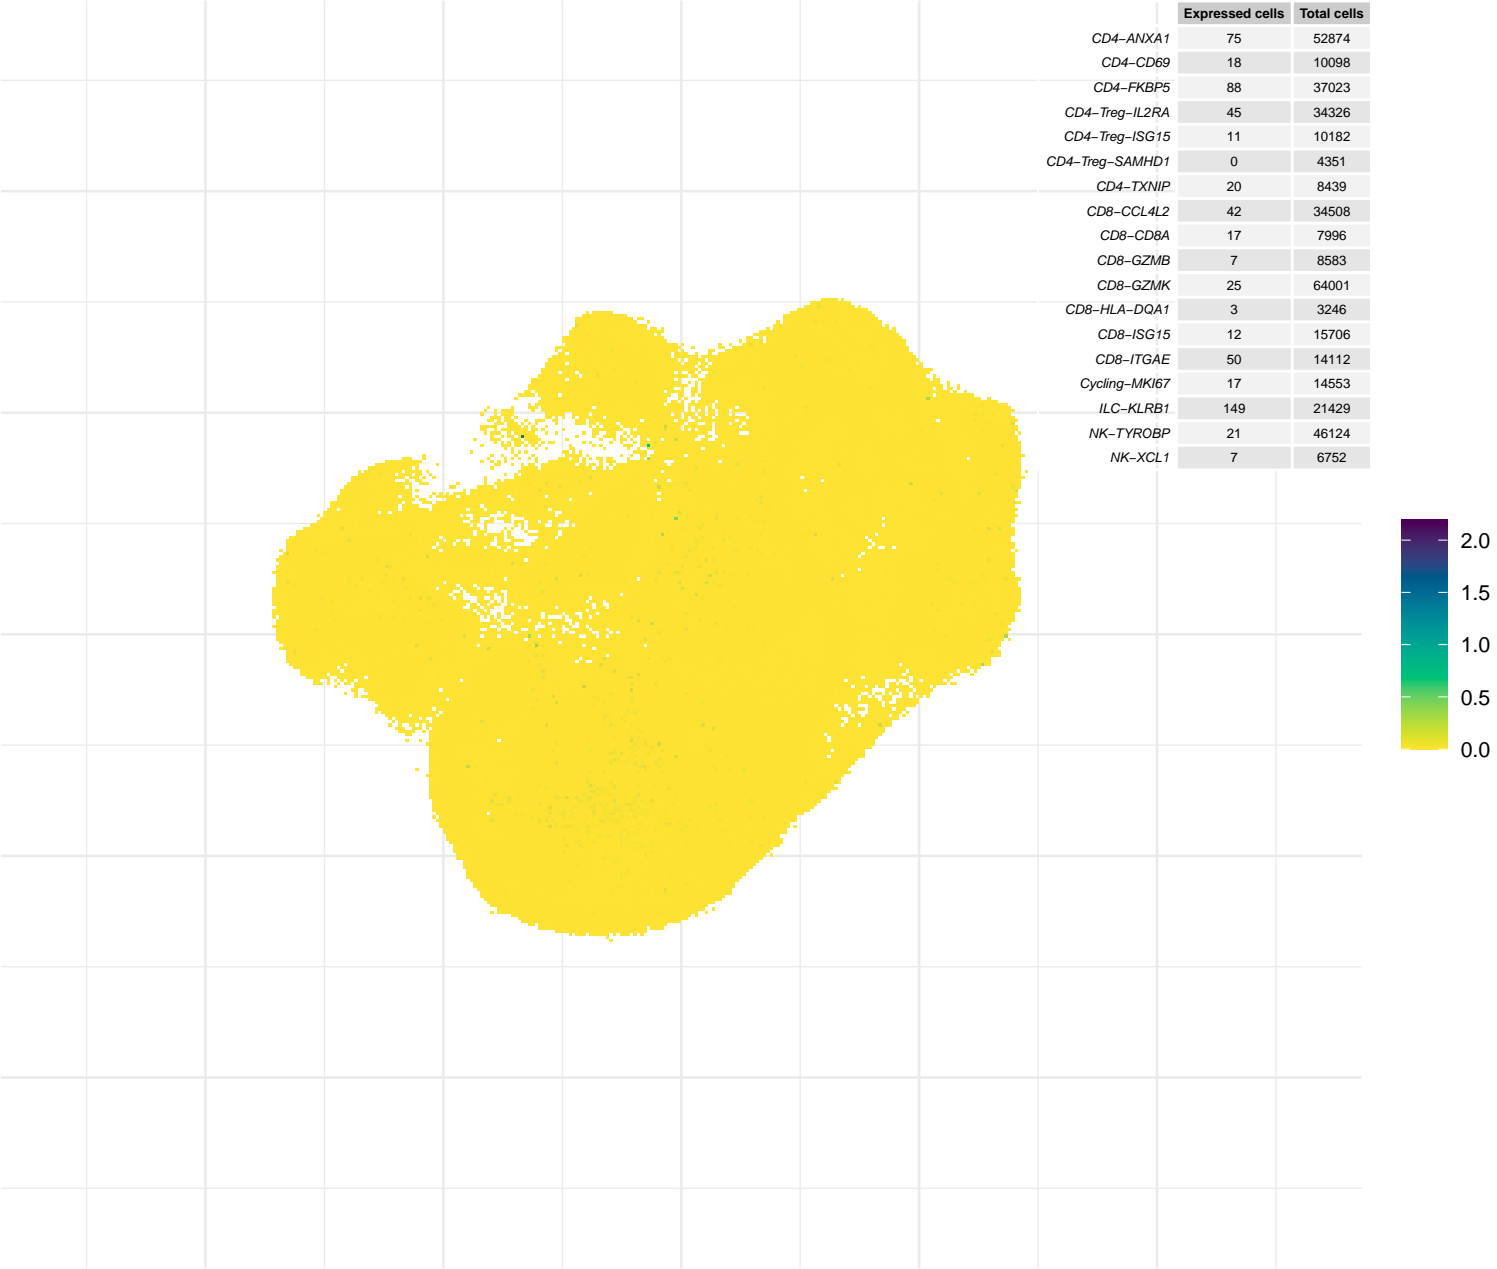 Expressed cells Total cells
CD4−ANXA1 75 52874
CD4−CD69 18 10098
CD4−FKBP5 88 37023
CD4−Treg−IL2RA 45 34326
CD4−Treg−ISG15 11 10182
CD4−Treg−SAMHD1 0 4351
CD4−TXNIP 20 8439
CD8−CCL4L2 42 34508
CD8−CD8A 17 7996
CD8−GZMB 7 8583
CD8−GZMK 25 64001
CD8−HLA−DQA1 3 3246
CD8−ISG15 12 15706
CD8−ITGAE 50 14112
Cycling−MKI67 17 14553
ILC−KLRB1 149 21429
NK−TYROBP 21 46124
NK−XCL1 7 6752
2.0
1.5
1.0
0.5
0.0